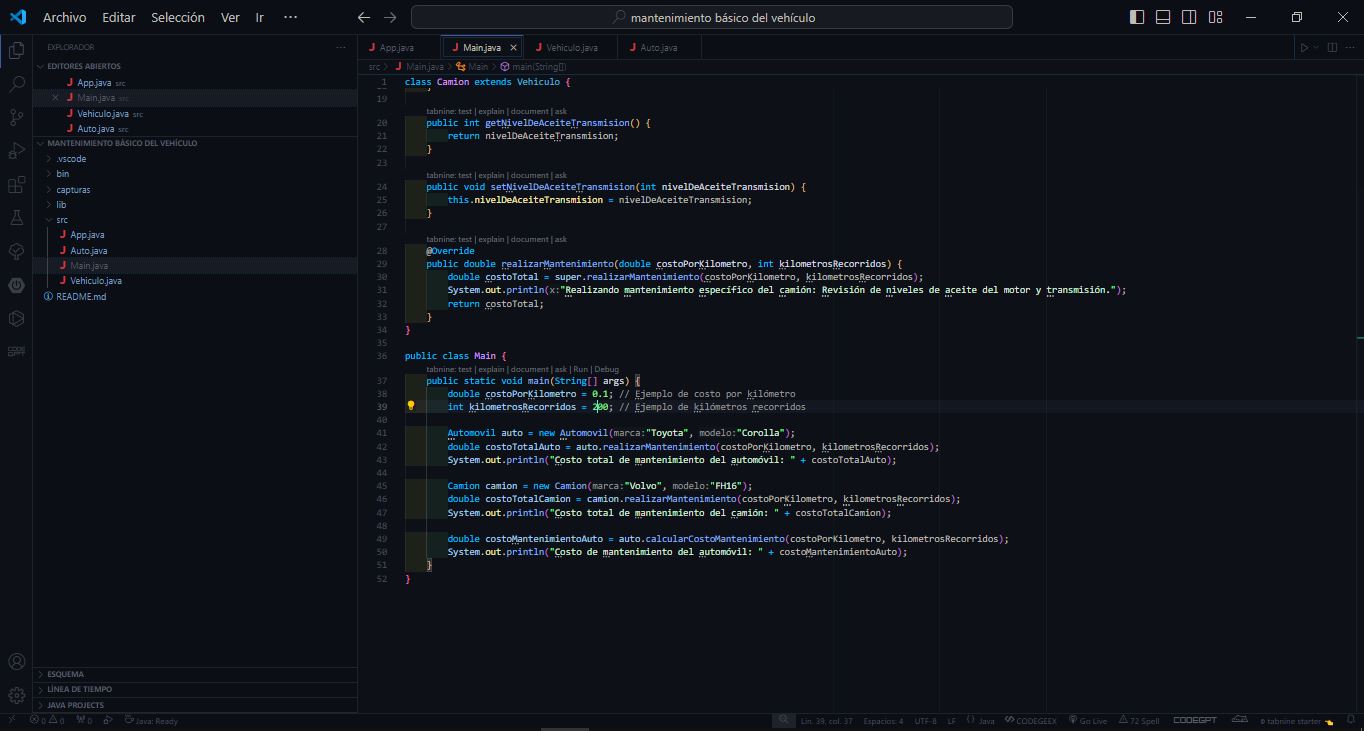 Archivo Editar Selección Ver Ir ···
mantenimiento básico del vehículo
EXPLORADOR ···
EDITORES ABIERTOS
App.java src
Main.java src
Vehiculo.java src
Auto.java src
MANTENIMIENTO BÁSICO DEL VEHÍCULO
.vscode
bin
capturas
lib
src
App.java
Auto.java
Main.java
Vehiculo.java
README.md
ESQUEMA
LÍNEA DE TIEMPO
JAVA PROJECTS
App.java Main.java Vehiculo.java Auto.java
src > Main.java > Main > main(String[])
1 class Camion extends Vehiculo {
19
tabnine: test | explain | document | ask
20 public int getNivelDeAceiteTransmision() {
21 return nivelDeAceiteTransmision;
22 }
23
tabnine: test | explain | document | ask
24 public void setNivelDeAceiteTransmision(int nivelDeAceiteTransmision) {
25 this.nivelDeAceiteTransmision = nivelDeAceiteTransmision;
26 }
27
tabnine: test | explain | document | ask
28 @Override
29 public double realizarMantenimiento(double costoPorKilometro, int kilometrosRecorridos) {
30 double costoTotal = super.realizarMantenimiento(costoPorKilometro, kilometrosRecorridos);
31 System.out.println(x:"Realizando mantenimiento específico del camión: Revisión de niveles de aceite del motor y transmisión.");
32 return costoTotal;
33 }
34 }
35
36 public class Main {
tabnine: test | explain | document | ask | Run | Debug
37 public static void main(String[] args) {
38 double costoPorKilometro = 0.1; // Ejemplo de costo por kilómetro
39 int kilometrosRecorridos = 200; // Ejemplo de kilómetros recorridos
40
41 Automovil auto = new Automovil(marca:"Toyota", modelo:"Corolla");
42 double costoTotalAuto = auto.realizarMantenimiento(costoPorKilometro, kilometrosRecorridos);
43 System.out.println("Costo total de mantenimiento del automóvil: " + costoTotalAuto);
44
45 Camion camion = new Camion(marca:"Volvo", modelo:"FH16");
46 double costoTotalCamion = camion.realizarMantenimiento(costoPorKilometro, kilometrosRecorridos);
47 System.out.println("Costo total de mantenimiento del camión: " + costoTotalCamion);
48
49 double costoMantenimientoAuto = auto.calcularCostoMantenimiento(costoPorKilometro, kilometrosRecorridos);
50 System.out.println("Costo de mantenimiento del automóvil: " + costoMantenimientoAuto);
51 }
52 }
0 0 0 Java: Ready Lín. 39, col. 37 Espacios: 4 UTF-8 LF {} Java CODEGEEX Go Live 72 Spell CODEGPT tabnine starter